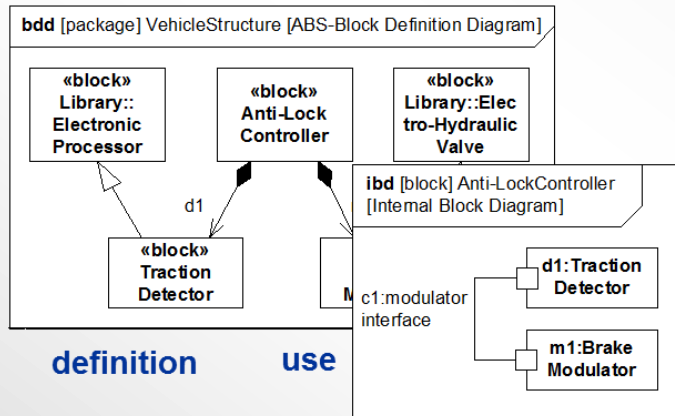 bdd [package] VehicleStructure [ABS-Block Definition Diagram]
«block»
Library::
Electronic
Processor
«block»
Anti-Lock
Controller
«block»
Library::Elec
tro-Hydraulic
Valve
d1
«block»
Traction
Detector
M
ibd [block] Anti-LockController
[Internal Block Diagram]
d1:Traction
Detector
c1:modulator
interface
m1:Brake
Modulator
definition
use